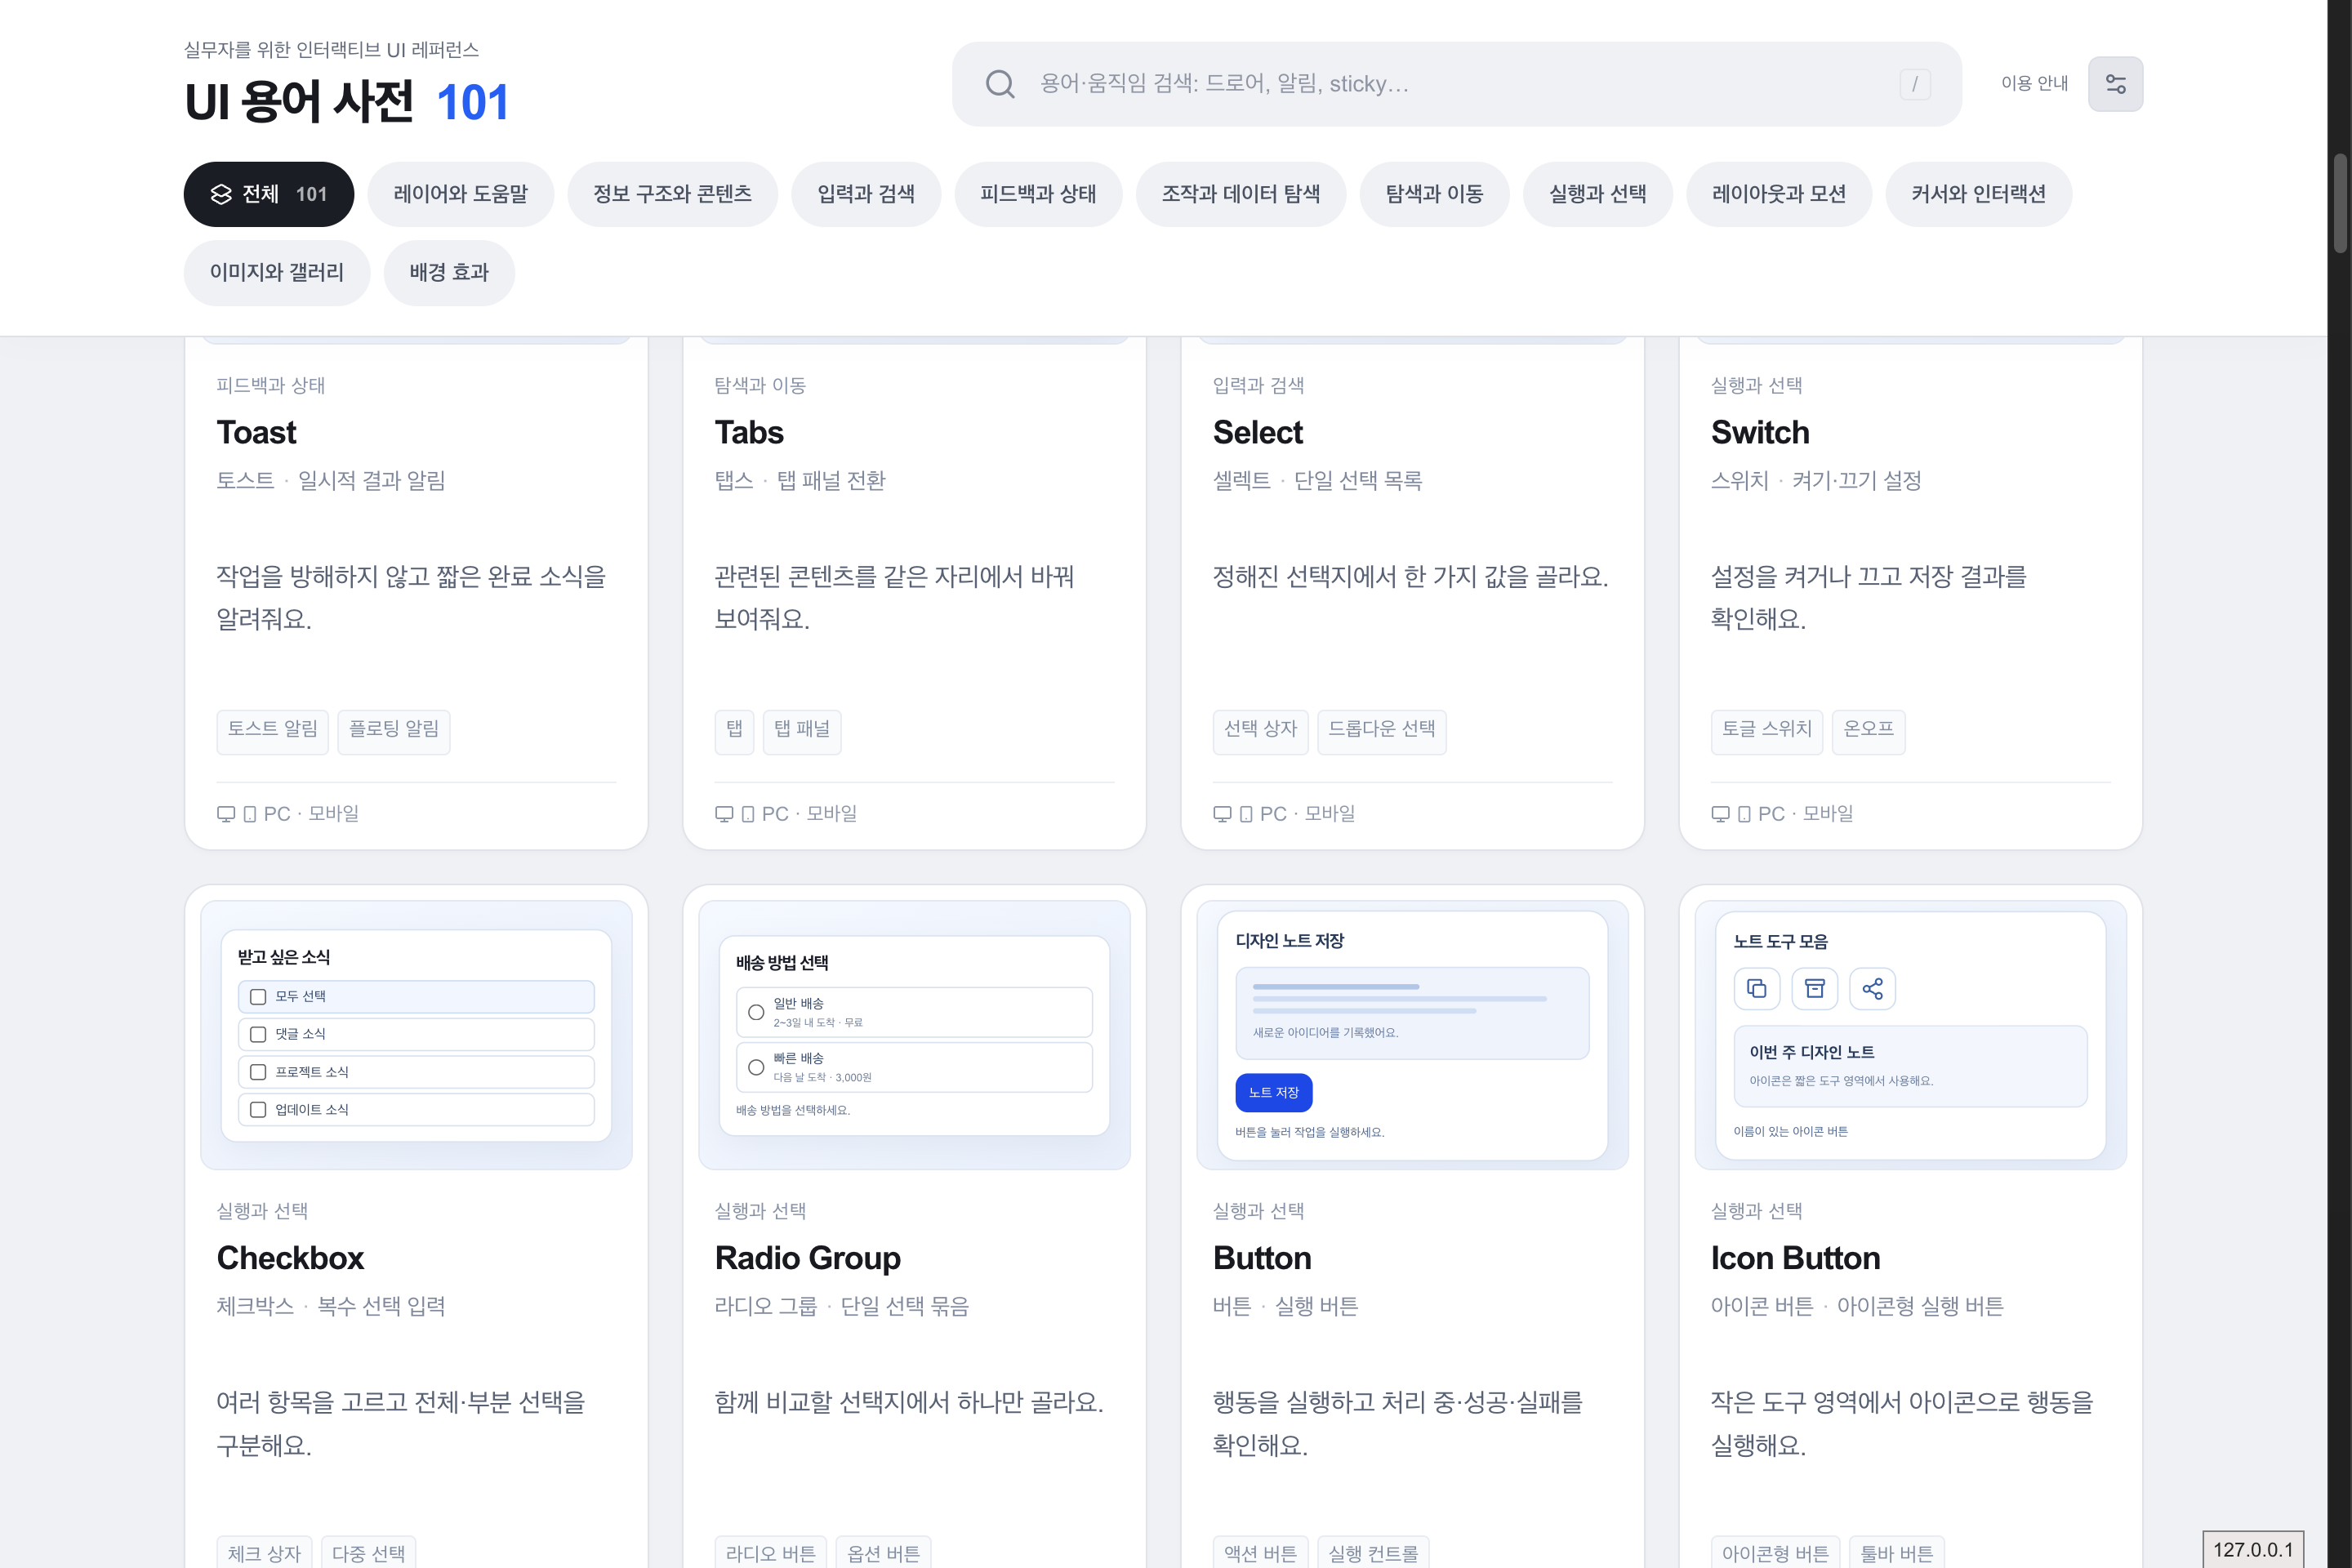 실무자를 위한 인터랙티브 UI 레퍼런스
UI 용어 사전 101
용어·움직임 검색: 드로어, 알림, sticky...
/
이용 안내
전체 101
레이어와 도움말
정보 구조와 콘텐츠
입력과 검색
피드백과 상태
조작과 데이터 탐색
탐색과 이동
실행과 선택
레이아웃과 모션
커서와 인터랙션
이미지와 갤러리
배경 효과
피드백과 상태
Toast
토스트 · 일시적 결과 알림
작업을 방해하지 않고 짧은 완료 소식을
알려줘요.
토스트 알림
플로팅 알림
PC · 모바일
탐색과 이동
Tabs
탭스 · 탭 패널 전환
관련된 콘텐츠를 같은 자리에서 바꿔
보여줘요.
탭
탭 패널
PC · 모바일
입력과 검색
Select
셀렉트 · 단일 선택 목록
정해진 선택지에서 한 가지 값을 골라요.
선택 상자
드롭다운 선택
PC · 모바일
실행과 선택
Switch
스위치 · 켜기·끄기 설정
설정을 켜거나 끄고 저장 결과를
확인해요.
토글 스위치
온오프
PC · 모바일
받고 싶은 소식
모두 선택
댓글 소식
프로젝트 소식
업데이트 소식
실행과 선택
Checkbox
체크박스 · 복수 선택 입력
여러 항목을 고르고 전체·부분 선택을
구분해요.
체크 상자
다중 선택
배송 방법 선택
일반 배송
2~3일 내 도착 · 무료
빠른 배송
다음 날 도착 · 3,000원
배송 방법을 선택하세요.
실행과 선택
Radio Group
라디오 그룹 · 단일 선택 묶음
함께 비교할 선택지에서 하나만 골라요.
라디오 버튼
옵션 버튼
디자인 노트 저장
새로운 아이디어를 기록했어요.
노트 저장
버튼을 눌러 작업을 실행하세요.
실행과 선택
Button
버튼 · 실행 버튼
행동을 실행하고 처리 중·성공·실패를
확인해요.
액션 버튼
실행 컨트롤
노트 도구 모음
이번 주 디자인 노트
아이콘은 짧은 도구 영역에서 사용해요.
이름이 있는 아이콘 버튼
실행과 선택
Icon Button
아이콘 버튼 · 아이콘형 실행 버튼
작은 도구 영역에서 아이콘으로 행동을
실행해요.
아이콘형 버튼
툴바 버튼
127.0.0.1